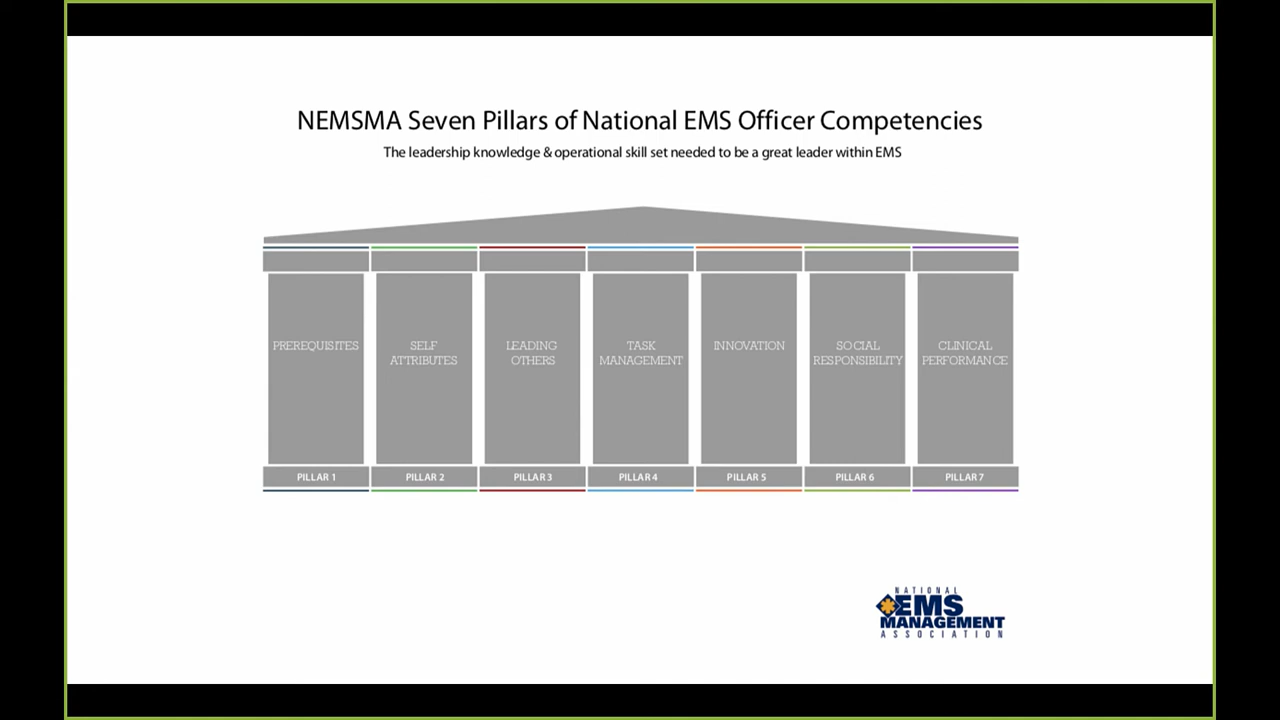 NEMSMA Seven Pillars of National EMS Officer Competencies
The leadership knowledge & operational skill set needed to be a great leader within EMS
PREREQUISITES
SELF
ATTRIBUTES
LEADING
OTHERS
TASK
MANAGEMENT
INNOVATION
SOCIAL
RESPONSIBILITY
CLINICAL
PERFORMANCE
PILLAR 1
PILLAR 2
PILLAR 3
PILLAR 4
PILLAR 5
PILLAR 6
PILLAR 7
NATIONAL
EMS
MANAGEMENT
ASSOCIATION